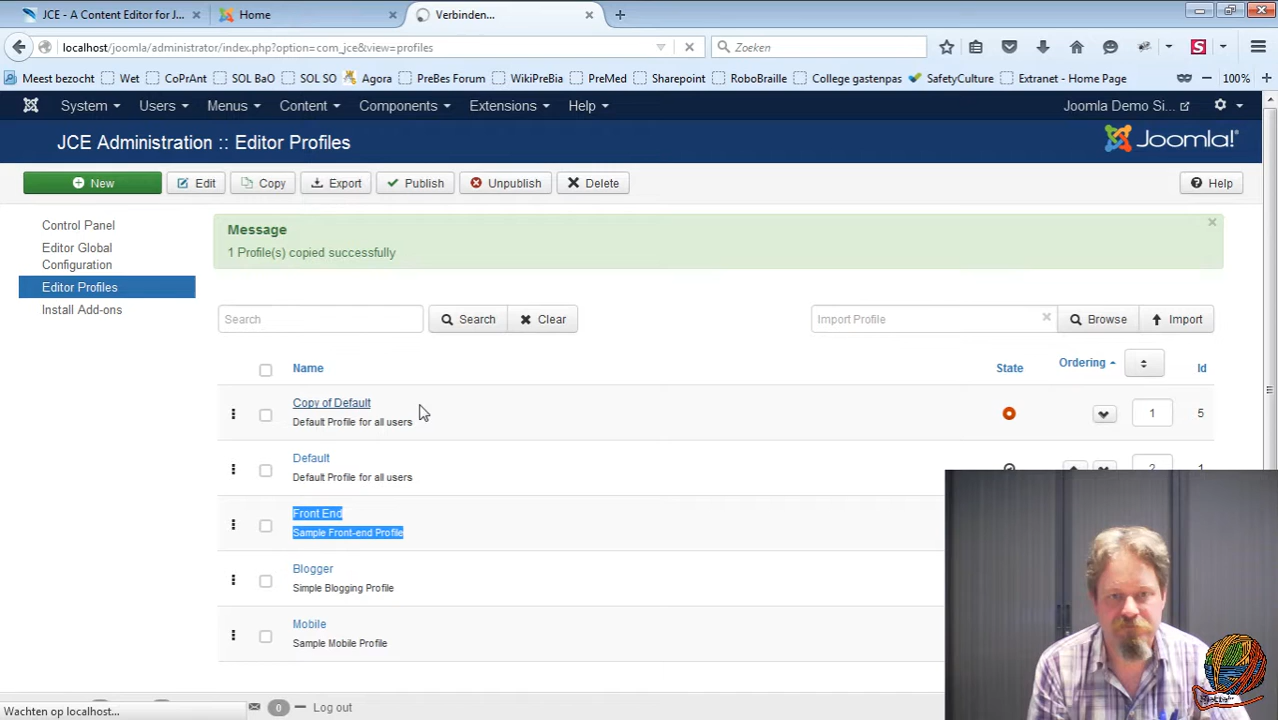 JCE - A Content Editor for J...
Home
Verbinden...
localhost/joomla/administrator/index.php?option=com_jce&view=profiles
Zoeken
Meest bezocht
Wet
CoPrAnt
SOL BaO
SOL SO
Agora
PreBes Forum
WikiPreBia
PreMed
Sharepoint
RoboBraille
College gastenpas
SafetyCulture
Extranet - Home Page
100%
System
Users
Menus
Content
Components
Extensions
Help
Joomla Demo Si...
JCE Administration :: Editor Profiles
Joomla!
New
Edit
Copy
Export
Publish
Unpublish
Delete
Help
Control Panel
Editor Global
Configuration
Editor Profiles
Install Add-ons
Message
1 Profile(s) copied successfully
Search
Search
Clear
Import Profile
Browse
Import
Name
State
Ordering
Id
Copy of Default
Default Profile for all users
1
5
Default
Default Profile for all users
2
1
Front End
Sample Front-end Profile
Blogger
Simple Blogging Profile
Mobile
Sample Mobile Profile
0
Log out
Wachten op localhost...